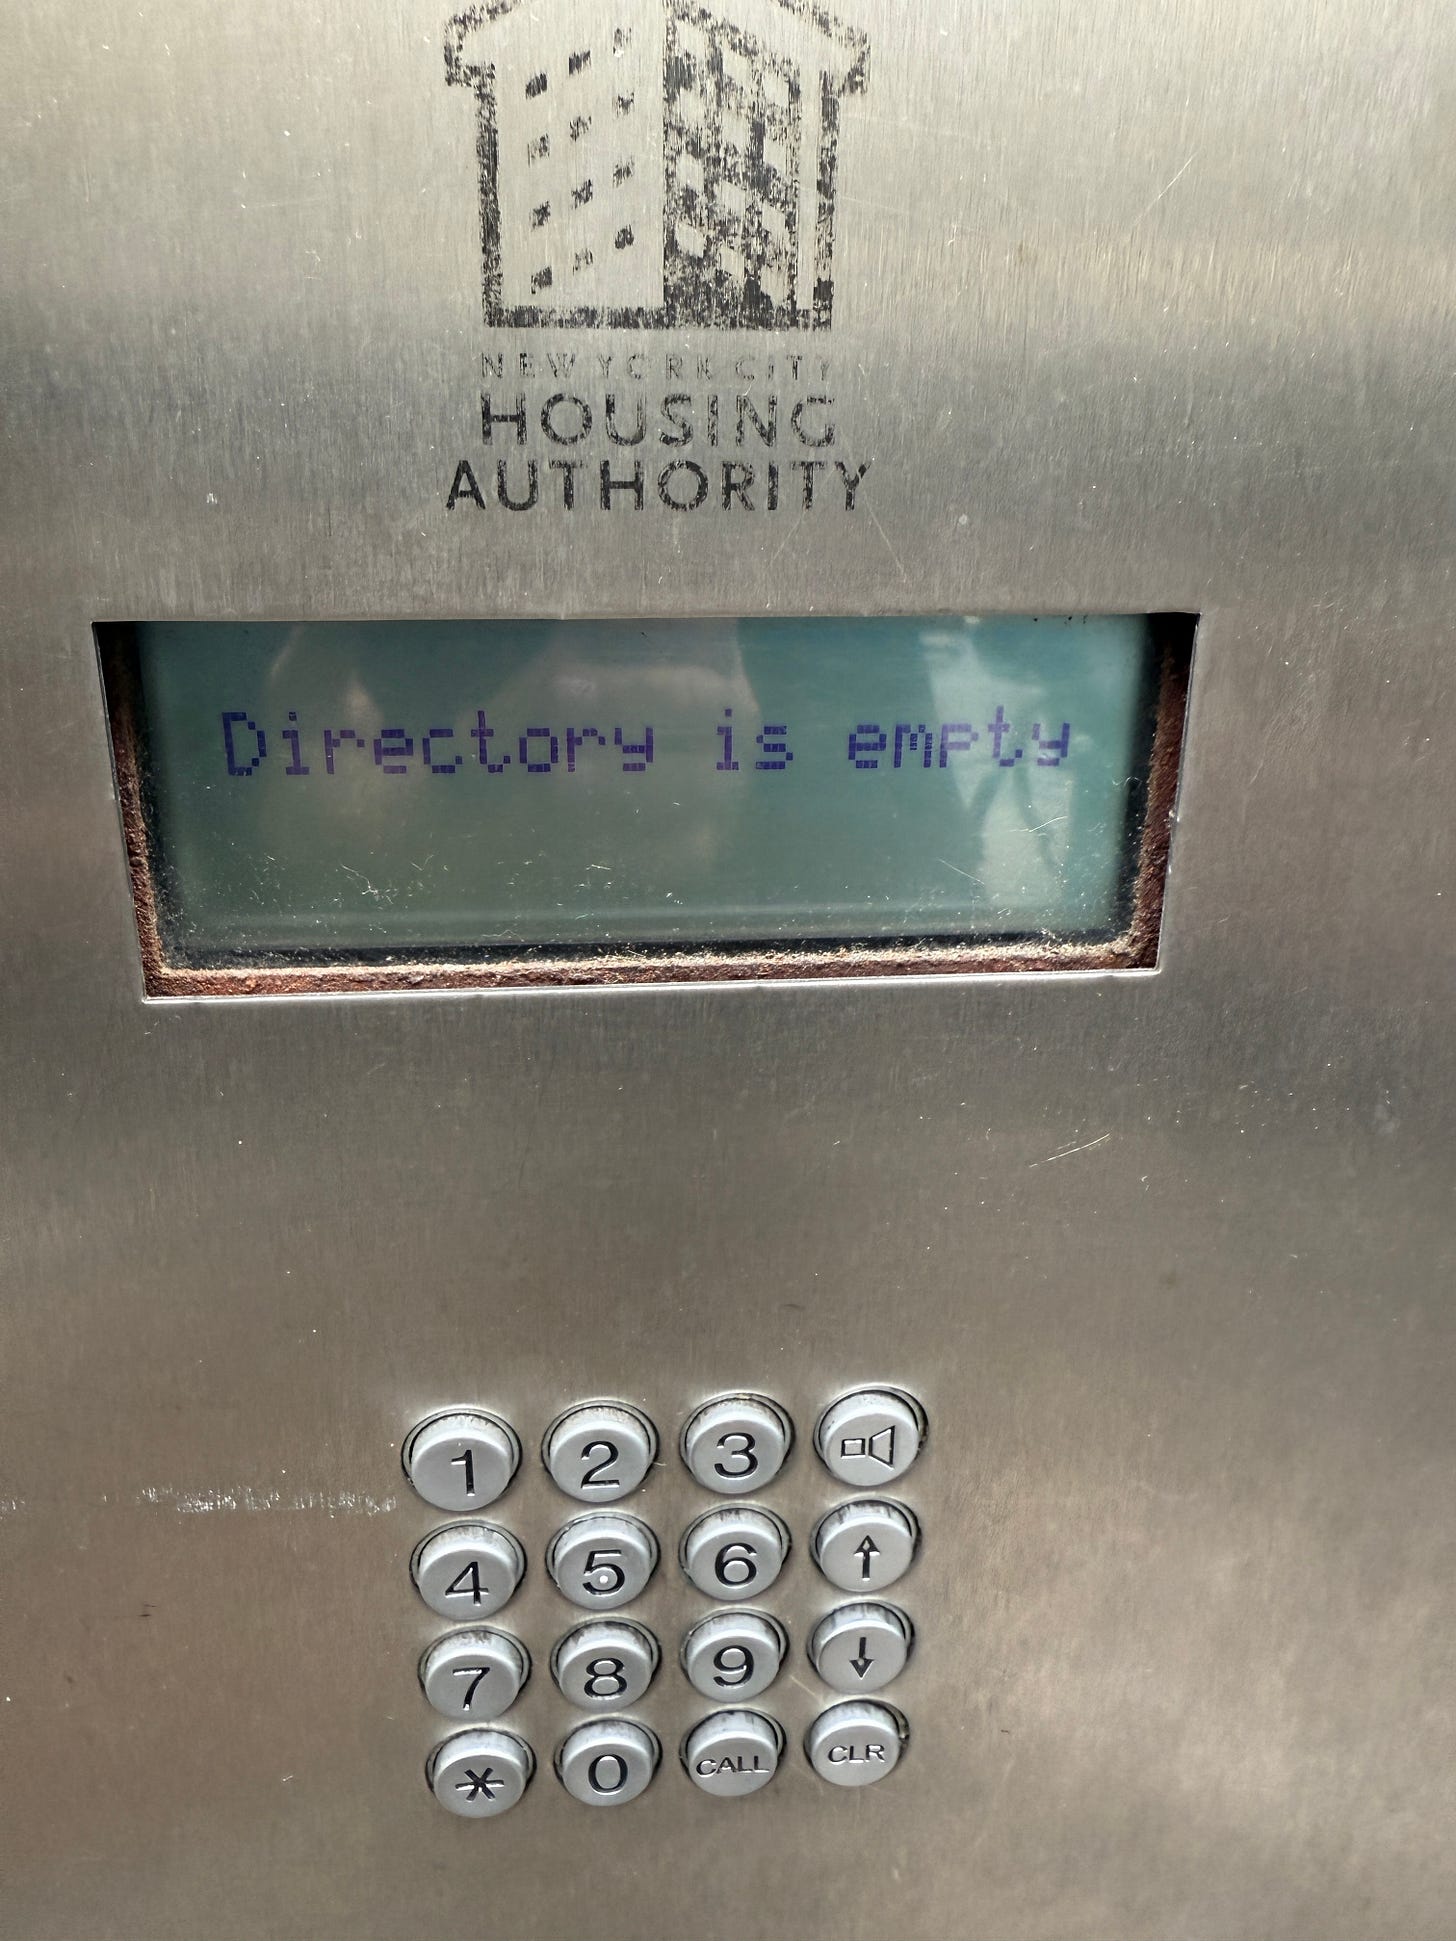 NEW YORK CITY
HOUSING
AUTHORITY
Directory is empty
1 2 3
4 5 6 ↑
7 8 9 ↓
* 0 CALL CLR